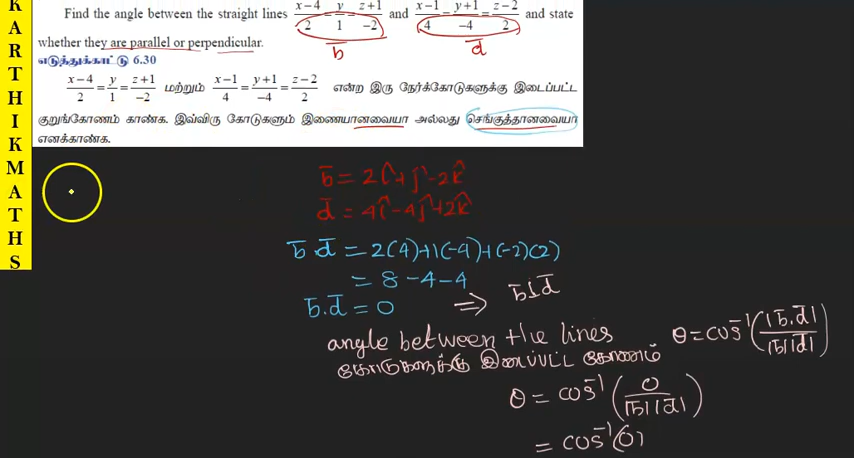 KARTHIKMATHS
Find the angle between the straight lines (x−4)/2 = y/1 = (z+1)/−2 and (x−1)/4 = (y+1)/−4 = (z−2)/2 and state
b̄ d̄
whether they are parallel or perpendicular.
எடுத்துக்காட்டு 6.30
(x−4)/2 = y/1 = (z+1)/−2 மற்றும் (x−1)/4 = (y+1)/−4 = (z−2)/2 என்ற இரு நேர்க்கோடுகளுக்கு இடைப்பட்ட
குறுங்கோணம் காண்க. இவ்விரு கோடுகளும் இணையானவையா அல்லது செங்குத்தானவையா
எனக்காண்க.
b̄ = 2î+ĵ−2k̂
d̄ = 4î−4ĵ+2k̂
b̄.d̄ = 2(4)+1(−4)+(−2)(2)
= 8−4−4
b̄.d̄ = 0 ⇒ b̄⊥d̄
angle between the lines θ = cos⁻¹(|b̄.d̄|/|b̄||d̄|)
கோடுகளுக்கு இடைப்பட்ட கோணம்
θ = cos⁻¹(0/|b̄||d̄|)
= cos⁻¹(0)